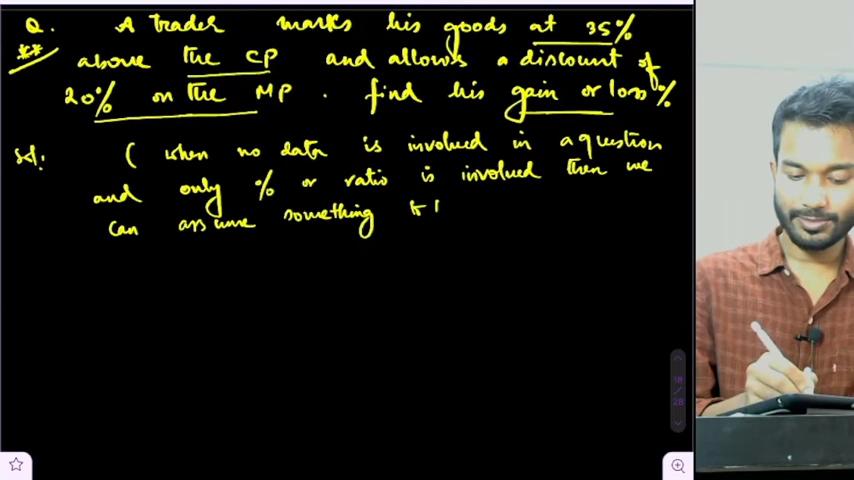 Q. A trader marks his goods at 35%
** above the CP and allows a discount of
20% on the MP. find his gain or loss%
Sol: ( when no data is involved in a question
and only % or ratio is involved then we
can assume something
18
/
28